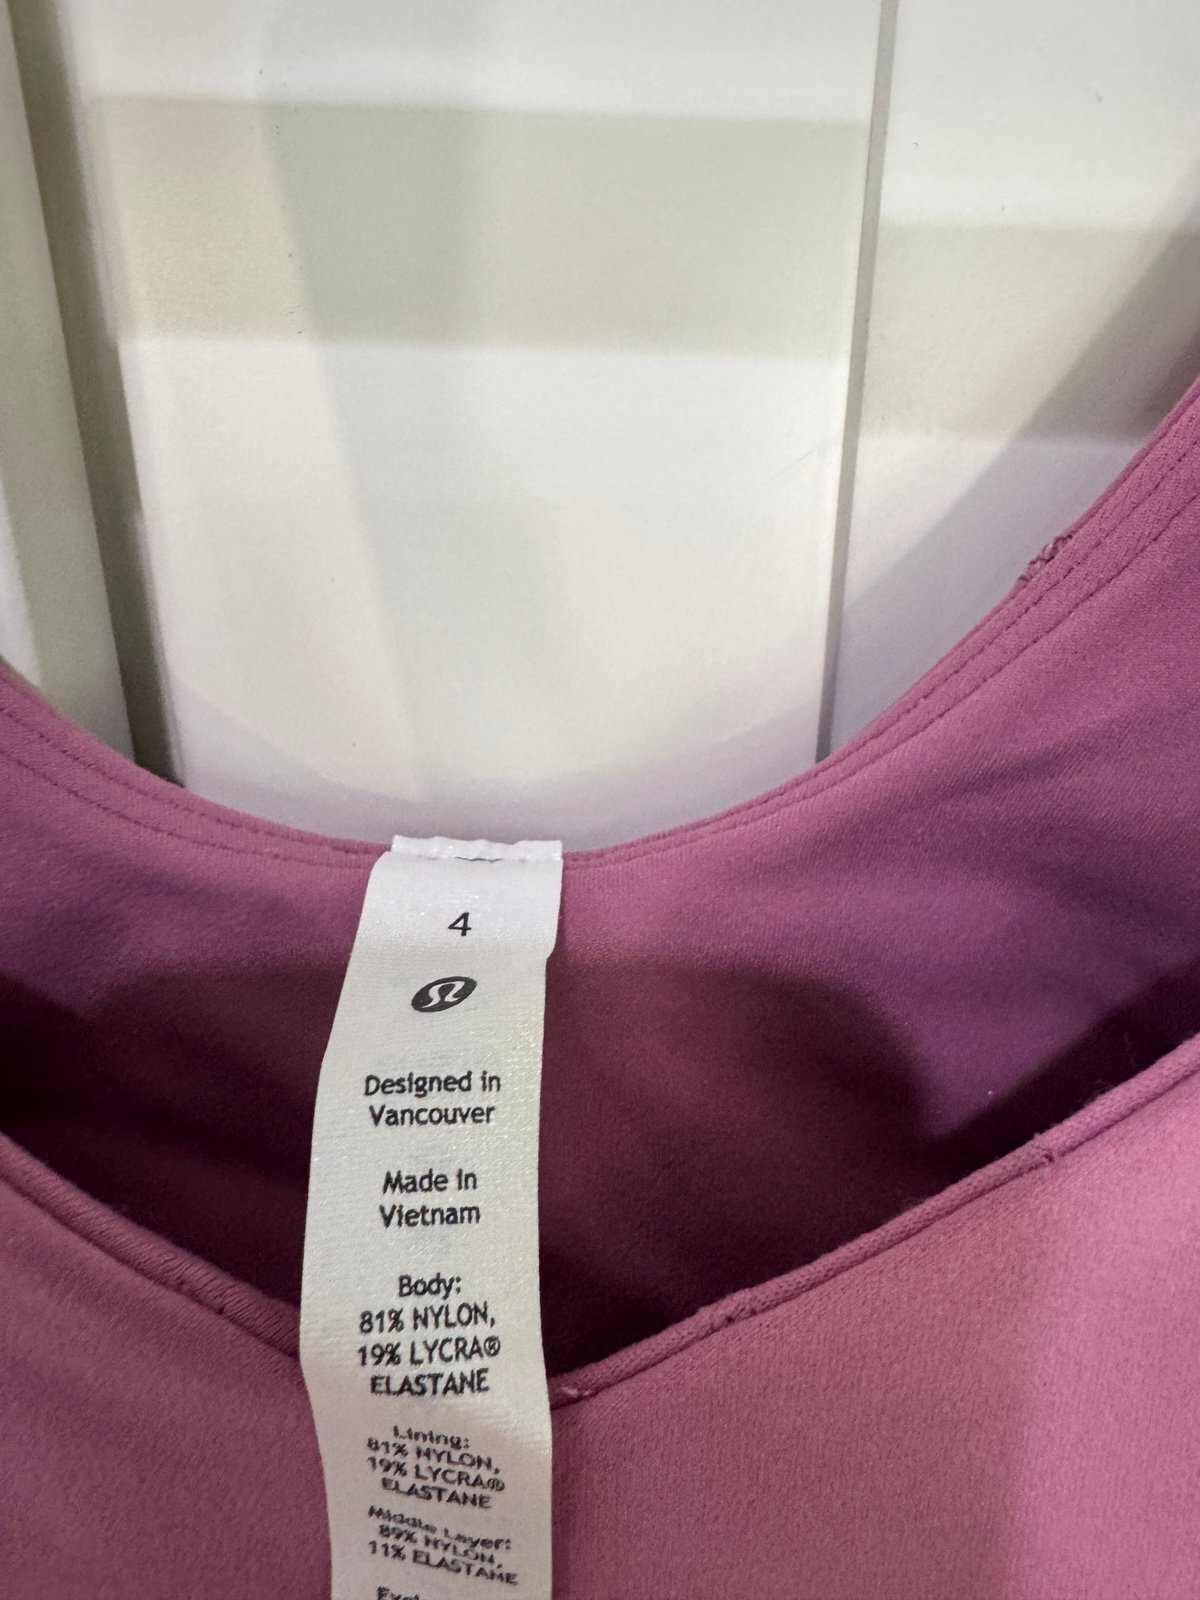 4
Designed in
Vancouver
Made in
Vietnam
Body:
81% NYLON,
19% LYCRA®
ELASTANE
Lining:
81% NYLON,
19% LYCRA®
ELASTANE
Middle Layer:
89% NYLON,
11% ELASTANE